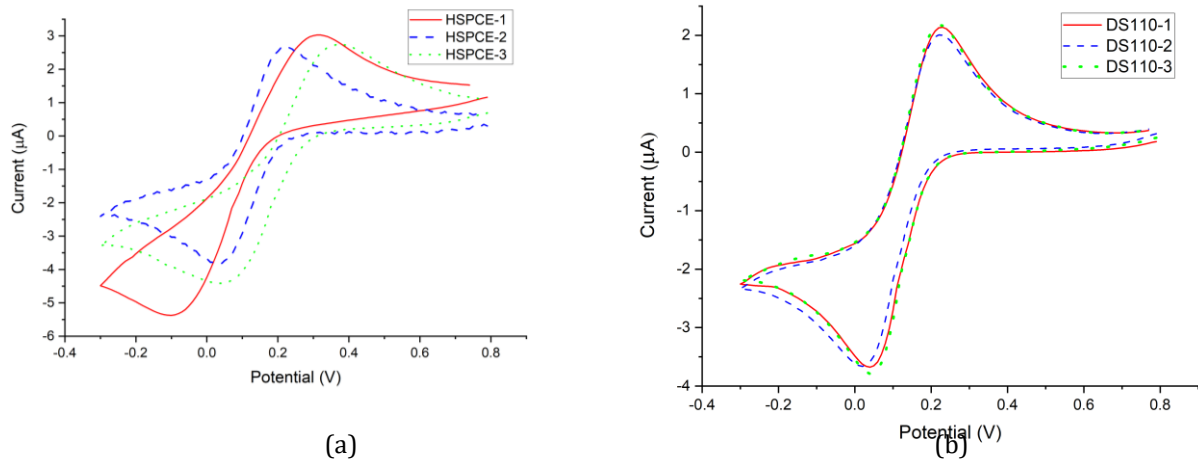 HSPCE-1
HSPCE-2
HSPCE-3
3
2
1
0
-1
-2
-3
-4
-5
-6
Current (µA)
-0.4
-0.2
0.0
0.2
0.4
0.6
0.8
Potential (V)
(a)
DS110-1
DS110-2
DS110-3
2
1
0
-1
-2
-3
-4
Current (µA)
-0.4
-0.2
0.0
0.2
0.4
0.6
0.8
Potential (V)
(b)